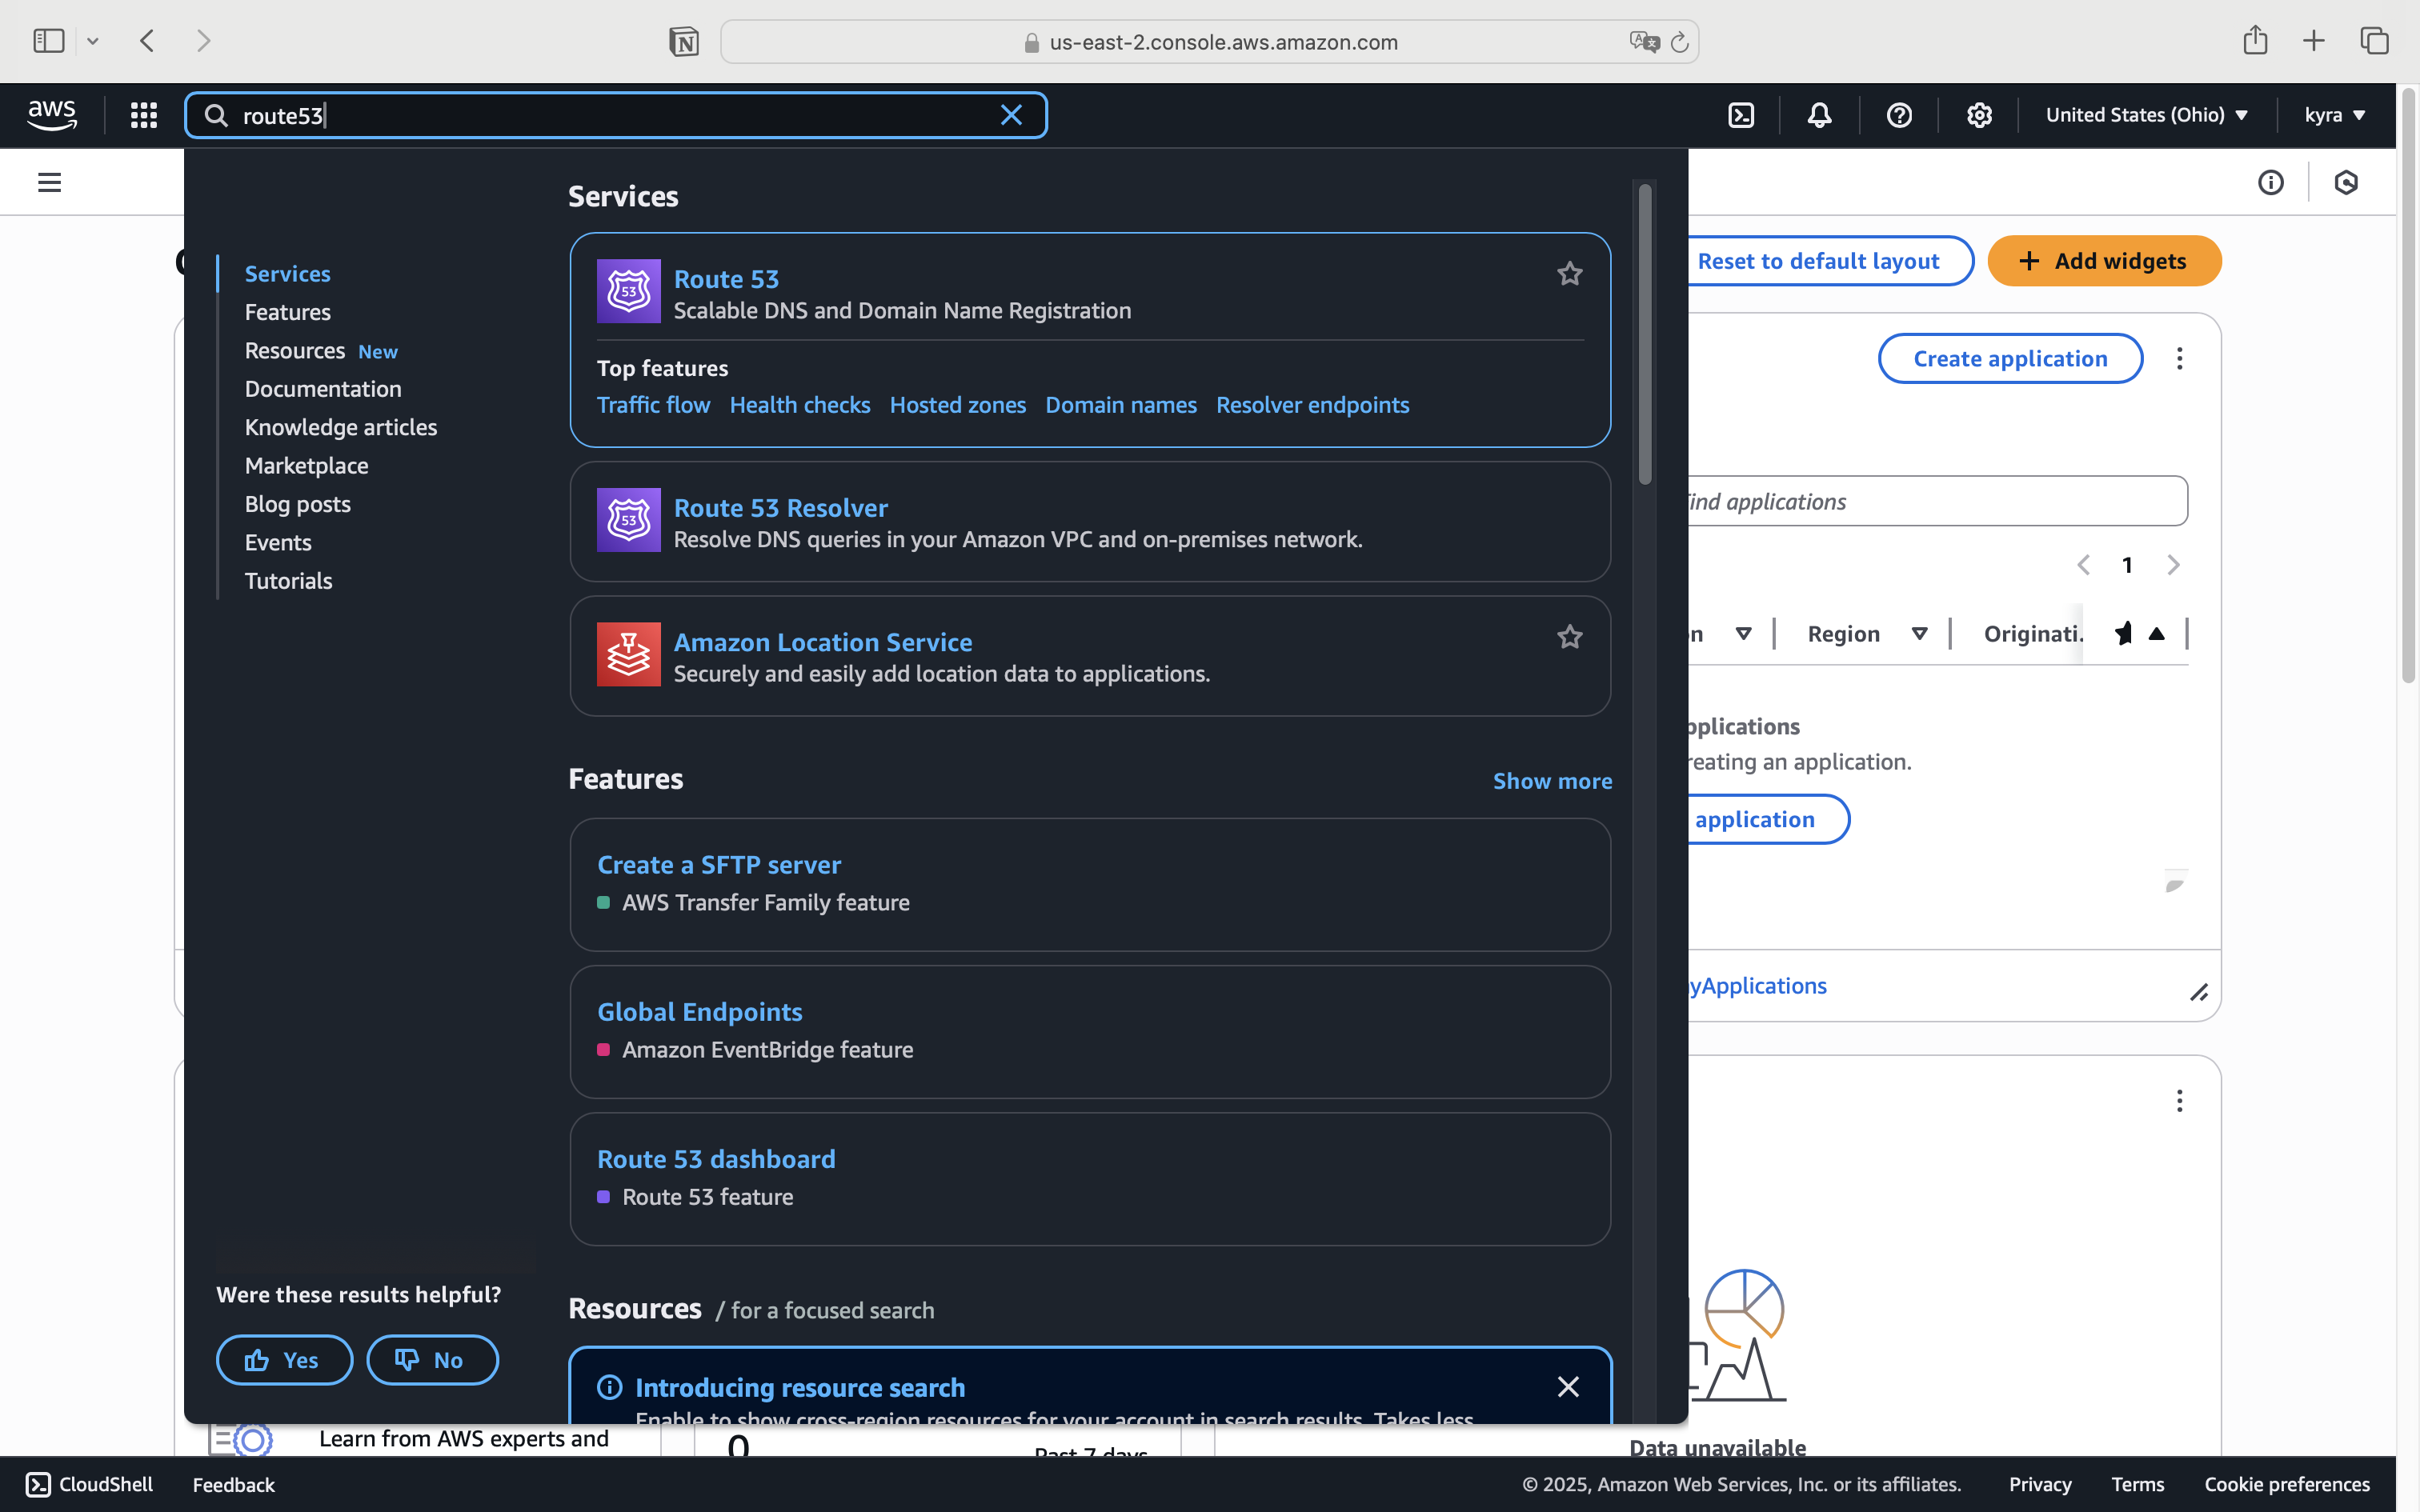 us-east-2.console.aws.amazon.com
aws
route53
United States (Ohio)
kyra
Services
Features
Resources New
Documentation
Knowledge articles
Marketplace
Blog posts
Events
Tutorials
Were these results helpful?
Yes
No
Services
53
Route 53
Scalable DNS and Domain Name Registration
Top features
Traffic flow Health checks Hosted zones Domain names Resolver endpoints
53
Route 53 Resolver
Resolve DNS queries in your Amazon VPC and on-premises network.
Amazon Location Service
Securely and easily add location data to applications.
Features
Show more
Create a SFTP server
AWS Transfer Family feature
Global Endpoints
Amazon EventBridge feature
Route 53 dashboard
Route 53 feature
Resources / for a focused search
Introducing resource search
Enable to show cross-region resources for your account in search results. Takes less
Reset to default layout
+ Add widgets
Create application
applications
1
Region
Originati.
creating an application.
application
Learn from AWS experts and
0
Past 7 days
Data unavailable
CloudShell
Feedback
© 2025, Amazon Web Services, Inc. or its affiliates.
Privacy
Terms
Cookie preferences